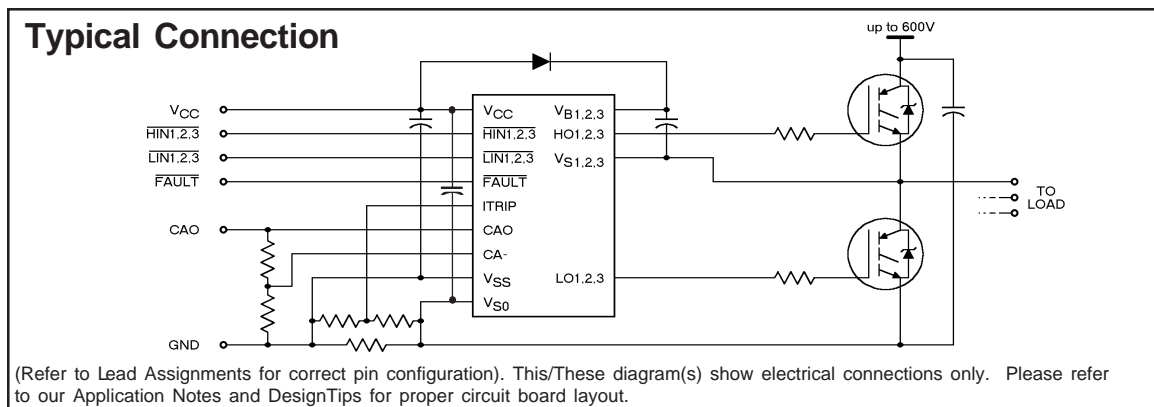 Typical Connection
up to 600V
VCC
HIN1,2,3
LIN1,2,3
FAULT
CAO
GND
VCC
HIN1,2,3
LIN1,2,3
FAULT
ITRIP
CAO
CA-
VSS
VS0
VB1,2,3
HO1,2,3
VS1,2,3
LO1,2,3
TO
LOAD
(Refer to Lead Assignments for correct pin configuration). This/These diagram(s) show electrical connections only. Please refer
to our Application Notes and DesignTips for proper circuit board layout.